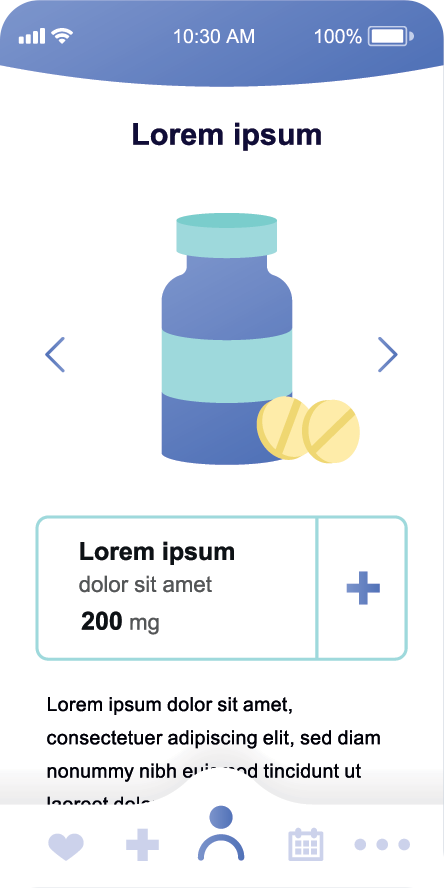 10:30 AM 100%
Lorem ipsum
Lorem ipsum
dolor sit amet
200 mg
Lorem ipsum dolor sit amet,
consectetuer adipiscing elit, sed diam
nonummy nibh tincidunt ut